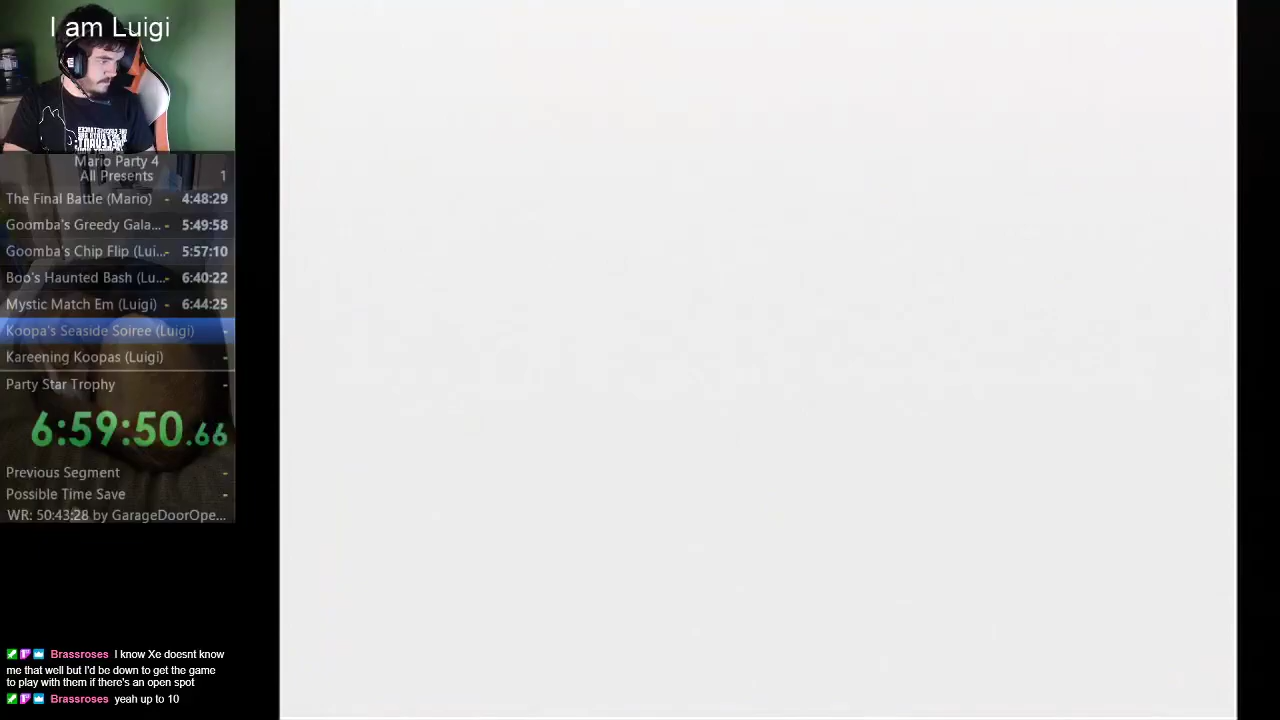 I am Luigi
Mario Party 4
All Presents 1
The Final Battle (Mario) - 4:48:29
Goomba's Greedy Gala... - 5:49:58
Goomba's Chip Flip (Lui... - 5:57:10
Boo's Haunted Bash (Lu... - 6:40:22
Mystic Match Em (Luigi) - 6:44:25
Koopa's Seaside Soiree (Luigi) -
Kareening Koopas (Luigi) -
Party Star Trophy -
6:59:50.66
Previous Segment -
Possible Time Save -
WR: 50:43:28 by GarageDoorOpe...
Brassroses I know Xe doesnt know
me that well but I'd be down to get the game
to play with them if there's an open spot
Brassroses yeah up to 10